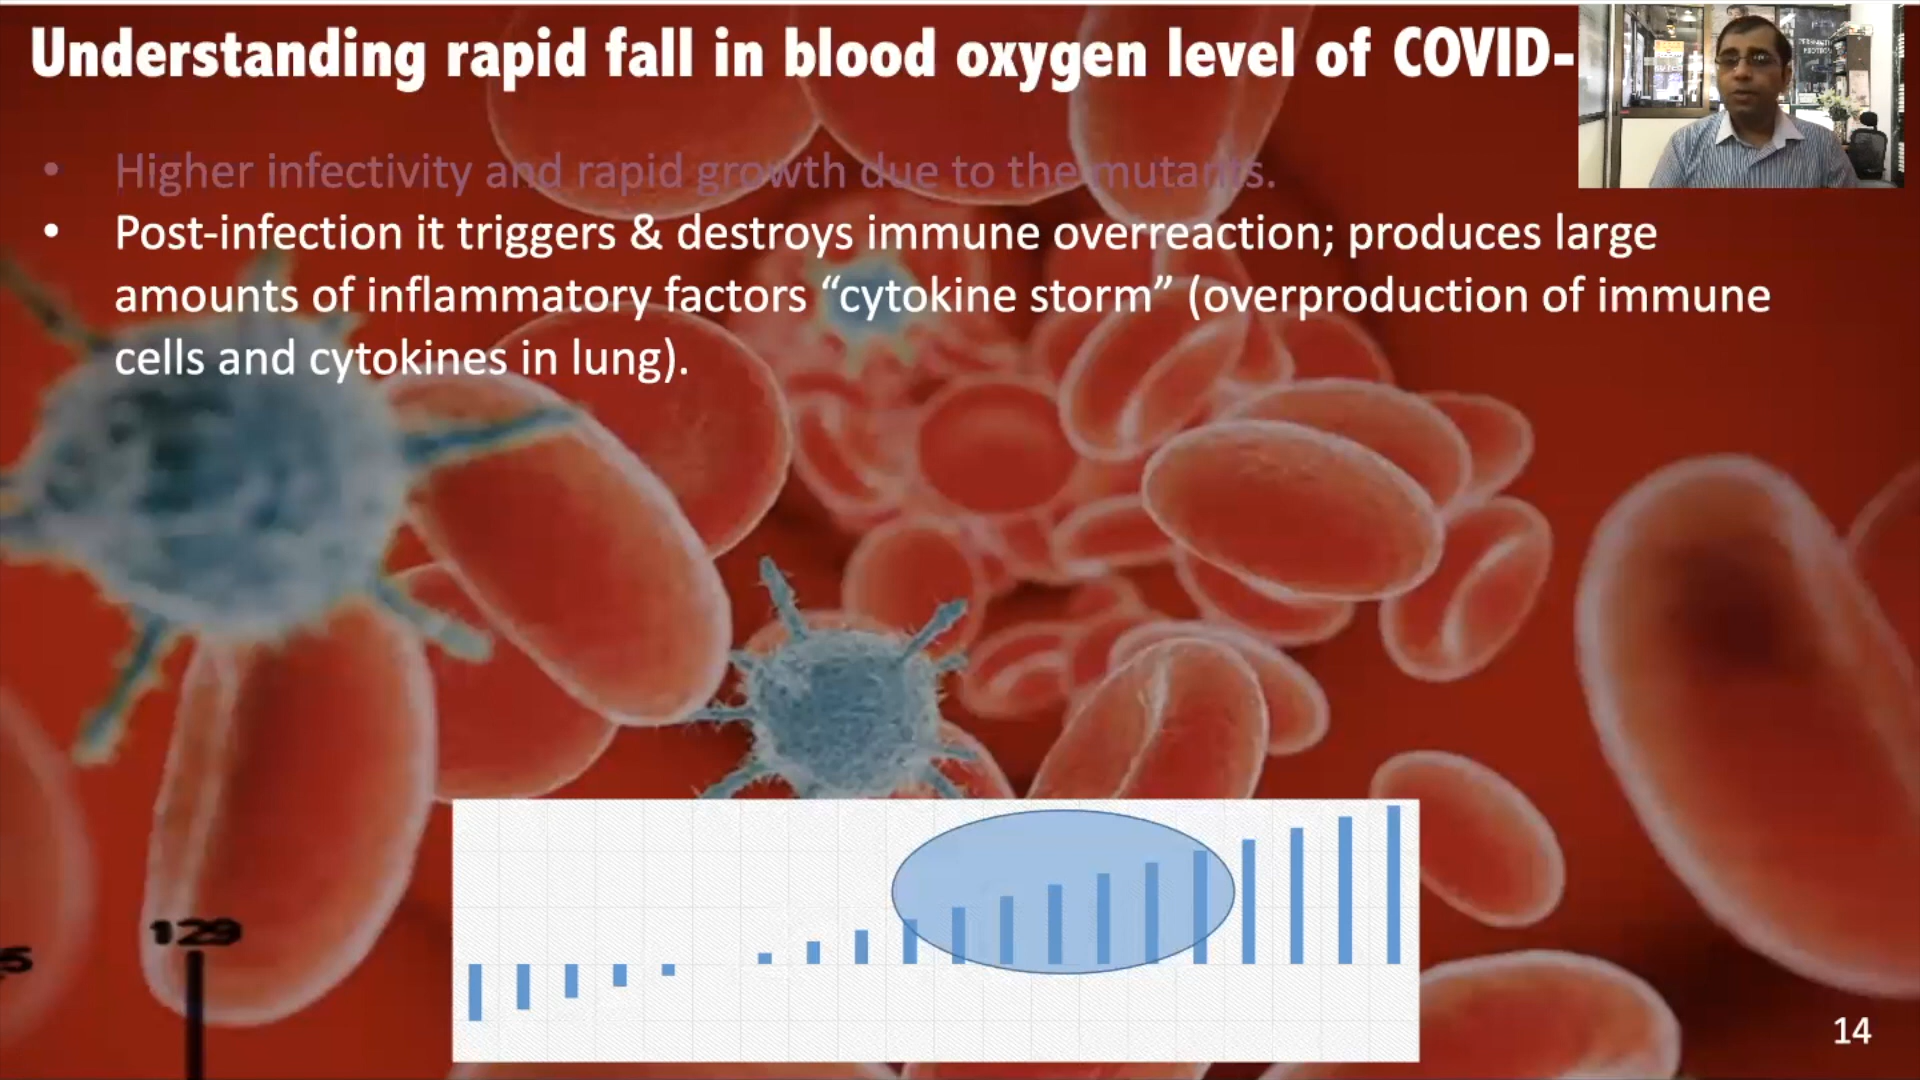 Understanding rapid fall in blood oxygen level of COVID-
• Higher infectivity and rapid growth due to the mutants.
• Post-infection it triggers & destroys immune overreaction; produces large
amounts of inflammatory factors “cytokine storm” (overproduction of immune
cells and cytokines in lung).
129
5
14